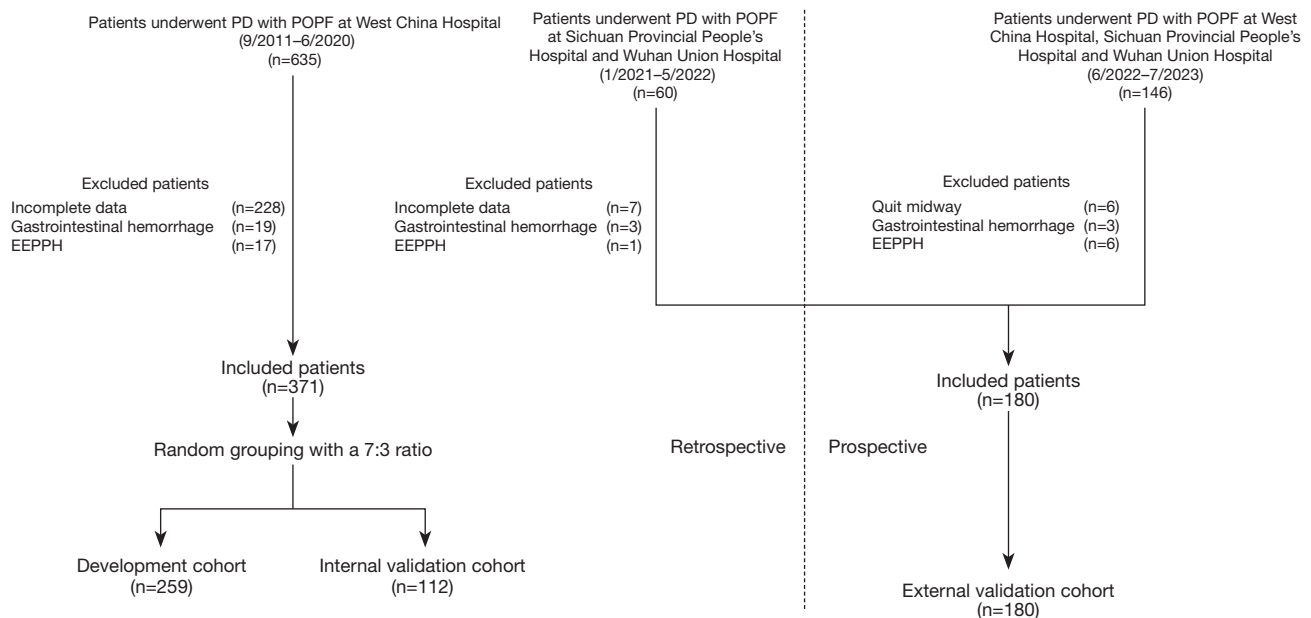 Patients underwent PD with POPF at West China Hospital
(9/2011–6/2020)
(n=635)
Patients underwent PD with POPF
at Sichuan Provincial People's
Hospital and Wuhan Union Hospital
(1/2021–5/2022)
(n=60)
Patients underwent PD with POPF at West
China Hospital, Sichuan Provincial People's
Hospital and Wuhan Union Hospital
(6/2022–7/2023)
(n=146)
Excluded patients
Incomplete data (n=228)
Gastrointestinal hemorrhage (n=19)
EEPPH (n=17)
Excluded patients
Incomplete data (n=7)
Gastrointestinal hemorrhage (n=3)
EEPPH (n=1)
Excluded patients
Quit midway (n=6)
Gastrointestinal hemorrhage (n=3)
EEPPH (n=6)
Included patients
(n=371)
Random grouping with a 7:3 ratio
Development cohort
(n=259)
Internal validation cohort
(n=112)
Retrospective
Prospective
Included patients
(n=180)
External validation cohort
(n=180)